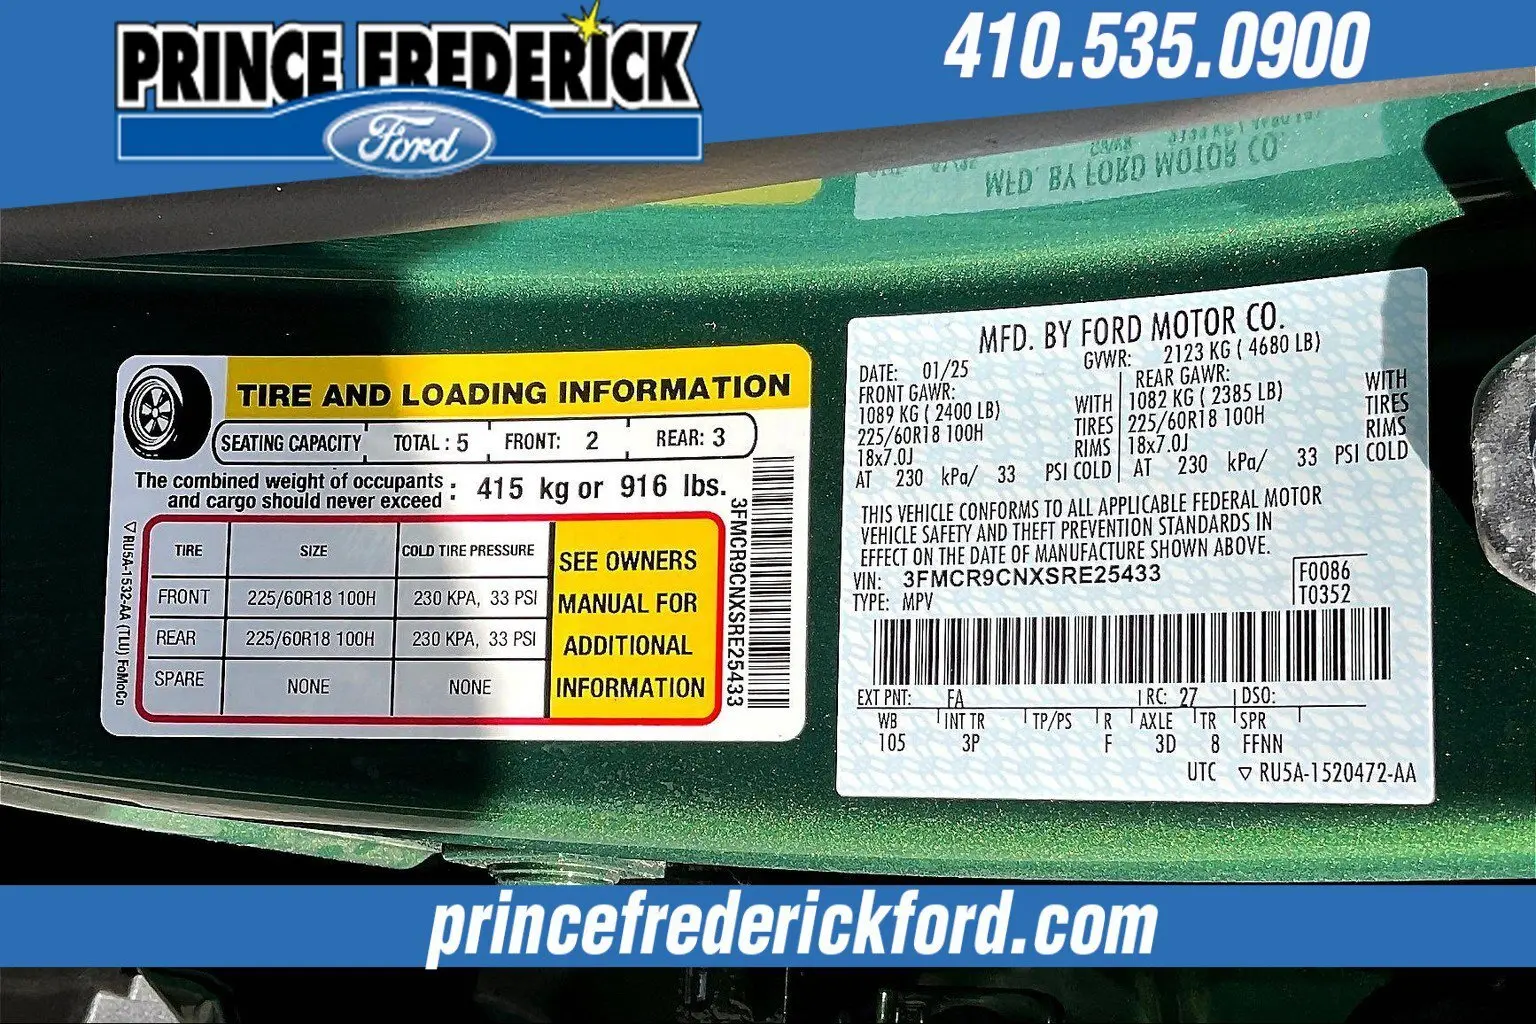 PRINCE FREDERICK
Ford
410.535.0900
MFD. BY FORD MOTOR CO
TIRE AND LOADING INFORMATION
SEATING CAPACITY TOTAL : 5 FRONT: 2 REAR: 3
The combined weight of occupants
and cargo should never exceed : 415 kg or 916 lbs.
TIRE SIZE COLD TIRE PRESSURE
FRONT 225/60R18 100H 230 KPA, 33 PSI
REAR 225/60R18 100H 230 KPA, 33 PSI
SPARE NONE NONE
SEE OWNERS
MANUAL FOR
ADDITIONAL
INFORMATION
3FMCR9CNXSRE25433
▽RU5A-1532-AA (TLU) FoMoCo
MFD. BY FORD MOTOR CO.
DATE: 01/25 GVWR: 2123 KG ( 4680 LB)
FRONT GAWR: REAR GAWR:
1089 KG ( 2400 LB) WITH 1082 KG ( 2385 LB) WITH
225/60R18 100H TIRES 225/60R18 100H TIRES
18x7.0J RIMS 18x7.0J RIMS
AT 230 kPa/ 33 PSI COLD AT 230 kPa/ 33 PSI COLD
THIS VEHICLE CONFORMS TO ALL APPLICABLE FEDERAL MOTOR
VEHICLE SAFETY AND THEFT PREVENTION STANDARDS IN
EFFECT ON THE DATE OF MANUFACTURE SHOWN ABOVE.
VIN: 3FMCR9CNXSRE25433 F0086
TYPE: MPV T0352
EXT PNT: FA RC: 27 DSO:
WB INT TR TP/PS R AXLE TR SPR
105 3P F 3D 8 FFNN
UTC ▽ RU5A-1520472-AA
princefrederickford.com